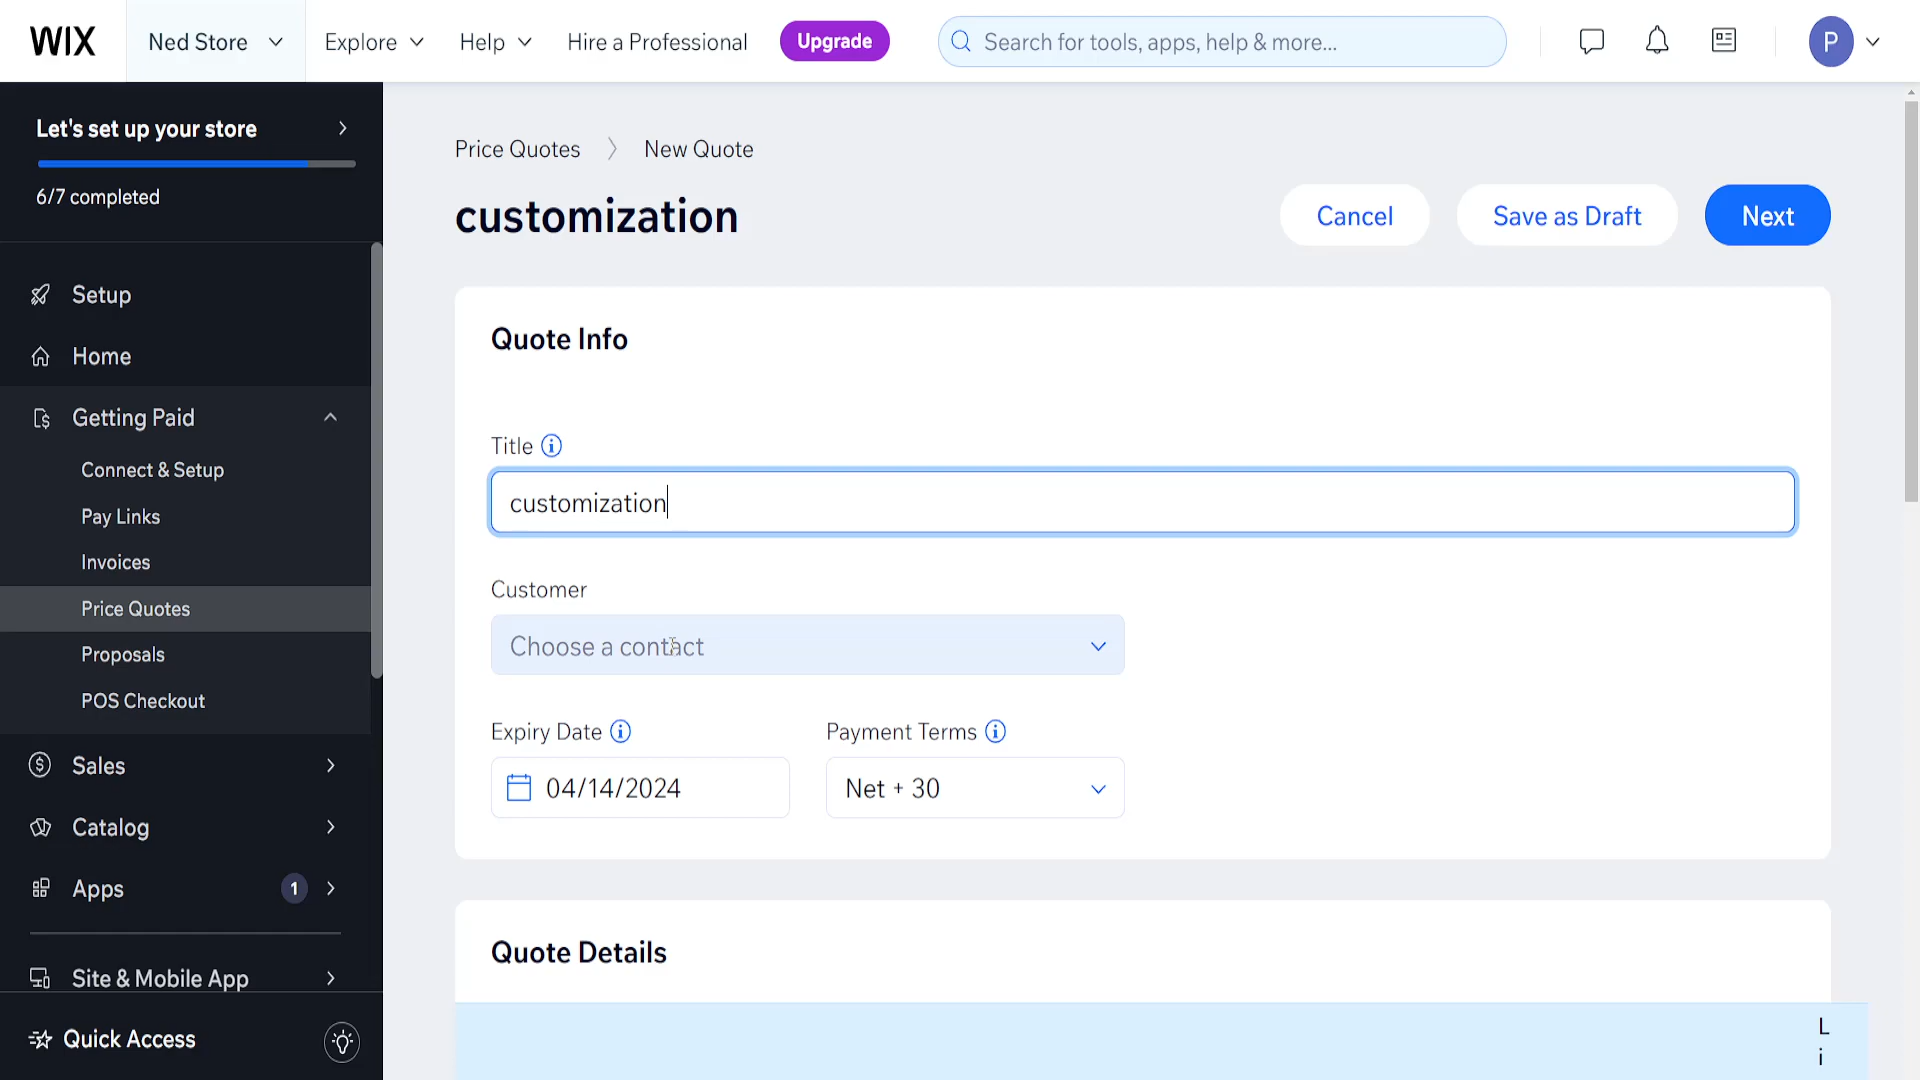 WIX
Ned Store
Explore
Help
Hire a Professional
Upgrade
Search for tools, apps, help & more...
P
Let's set up your store
6/7 completed
Setup
Home
Getting Paid
Connect & Setup
Pay Links
Invoices
Price Quotes
Proposals
POS Checkout
Sales
Catalog
Apps
1
Site & Mobile App
Quick Access
Price Quotes
New Quote
customization
Cancel
Save as Draft
Next
Quote Info
Title
customization
Customer
Choose a contact
Expiry Date
Payment Terms
04/14/2024
Net + 30
Quote Details
L
i